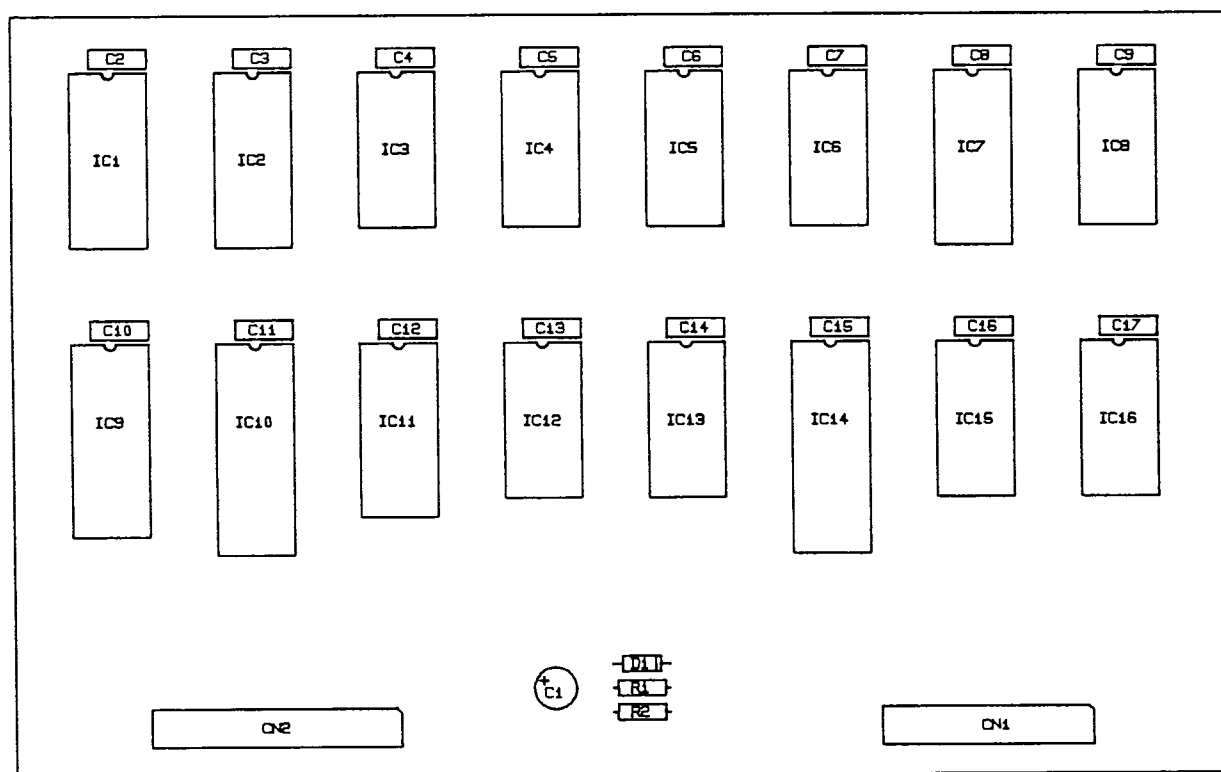 C2 C3 C4 C5 C6 C7 C8 C9
IC1 IC2 IC3 IC4 IC5 IC6 IC7 IC8
C10 C11 C12 C13 C14 C15 C16 C17
IC9 IC10 IC11 IC12 IC13 IC14 IC15 IC16
D1
+ C1 R1
R2
CN2 CN1